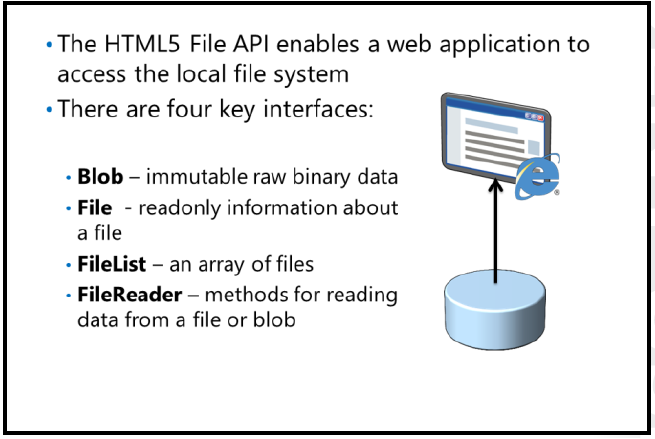 • The HTML5 File API enables a web application to
access the local file system
• There are four key interfaces:
• Blob – immutable raw binary data
• File - readonly information about
a file
• FileList – an array of files
• FileReader – methods for reading
data from a file or blob